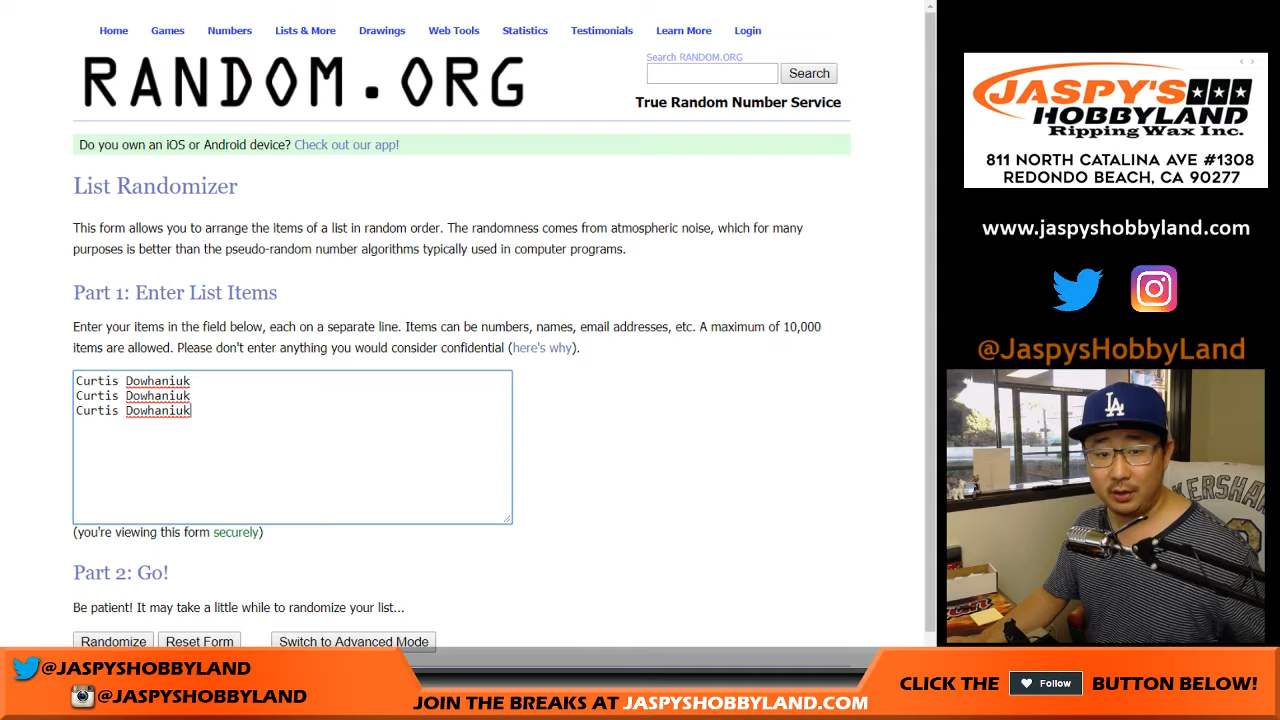 Home Games Numbers Lists & More Drawings Web Tools Statistics Testimonials Learn More Login
RANDOM.ORG
Search RANDOM.ORG
Search
True Random Number Service
Do you own an iOS or Android device? Check out our app!
List Randomizer
This form allows you to arrange the items of a list in random order. The randomness comes from atmospheric noise, which for many
purposes is better than the pseudo-random number algorithms typically used in computer programs.
Part 1: Enter List Items
Enter your items in the field below, each on a separate line. Items can be numbers, names, email addresses, etc. A maximum of 10,000
items are allowed. Please don't enter anything you would consider confidential (here's why).
Curtis Dowhaniuk
Curtis Dowhaniuk
Curtis Dowhaniuk
(you're viewing this form securely)
Part 2: Go!
Be patient! It may take a little while to randomize your list...
Randomize Reset Form Switch to Advanced Mode
JASPY'S
HOBBYLAND
Ripping Wax Inc.
811 NORTH CATALINA AVE #1308
REDONDO BEACH, CA 90277
www.jaspyshobbyland.com
@JaspysHobbyLand
LA
KERSHA
@JASPYSHOBBYLAND
@JASPYSHOBBYLAND
JOIN THE BREAKS AT JASPYSHOBBYLAND.COM
CLICK THE Follow BUTTON BELOW!